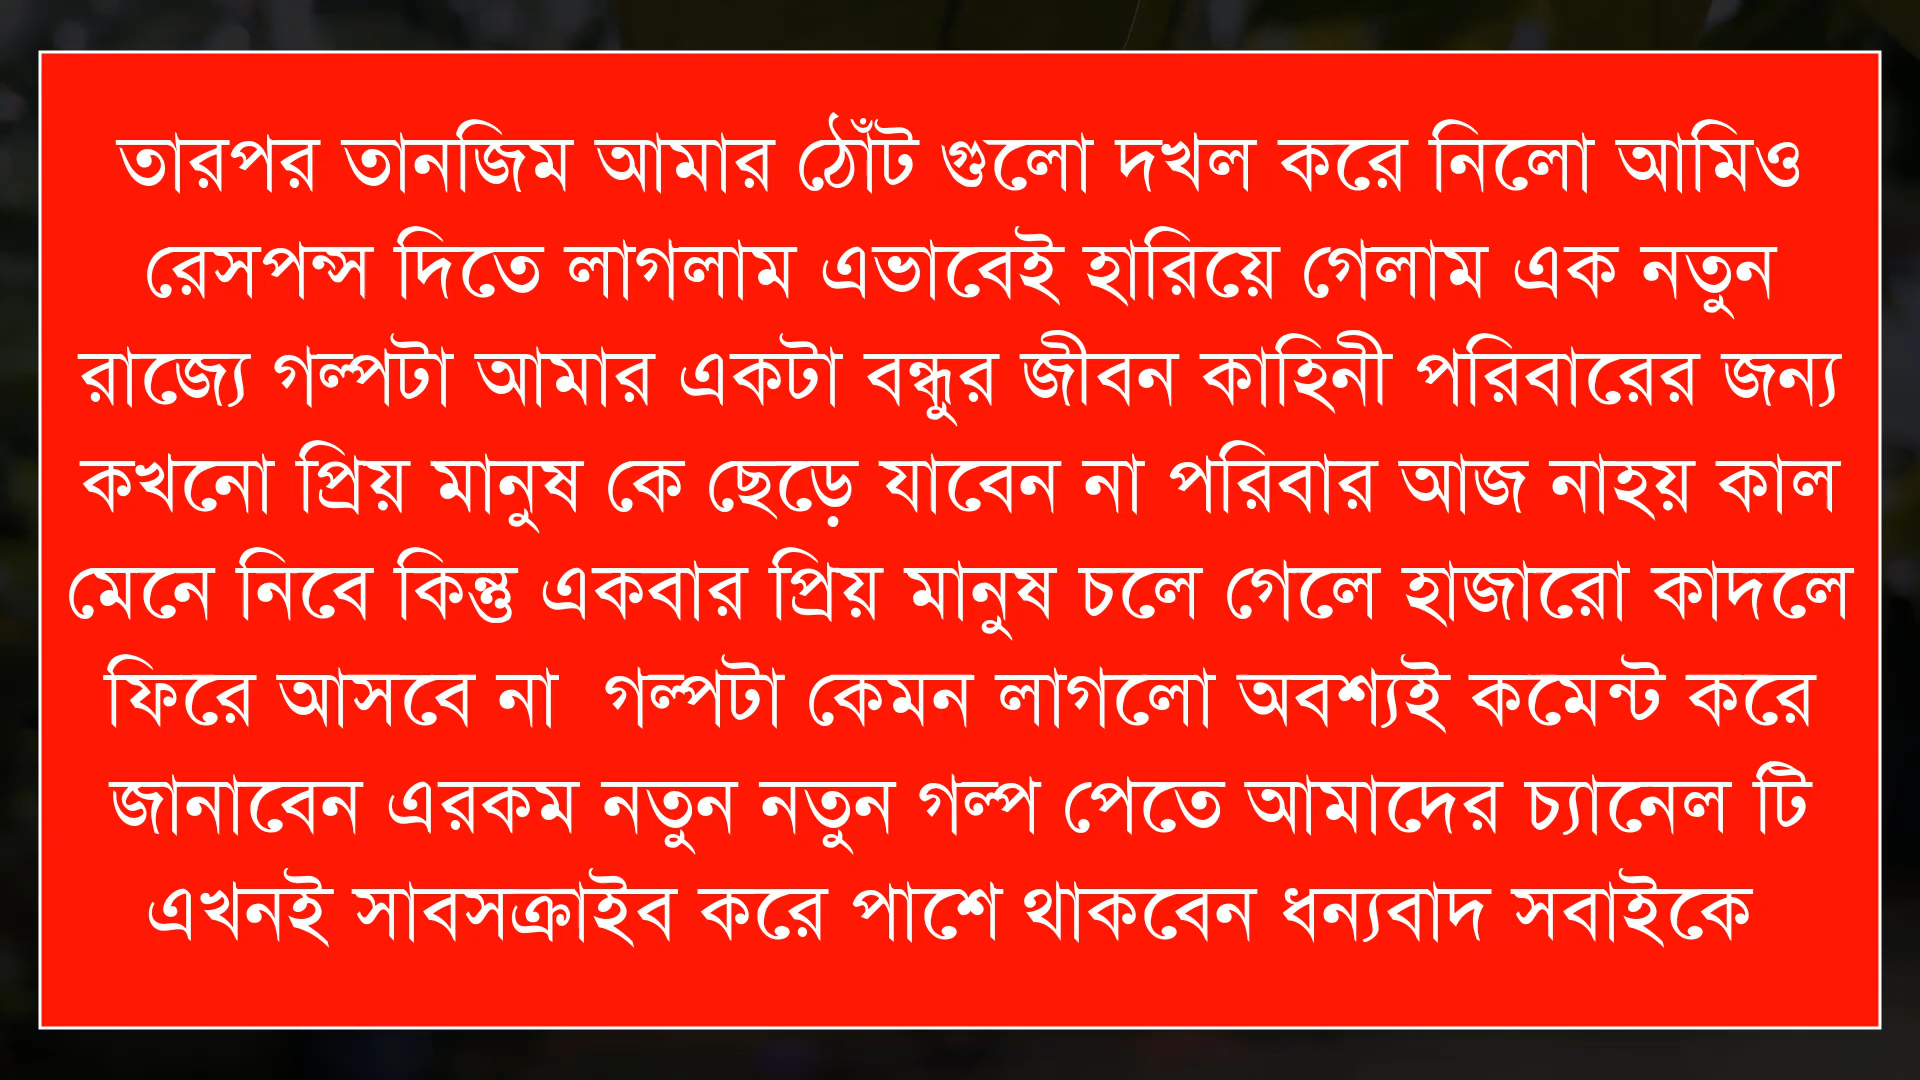 তারপর তানজিম আমার ঠোঁট গুলো দখল করে নিলো আমিও
রেসপন্স দিতে লাগলাম এভাবেই হারিয়ে গেলাম এক নতুন
রাজ্যে গল্পটা আমার একটা বন্ধুর জীবন কাহিনী পরিবারের জন্য
কখনো প্রিয় মানুষ কে ছেড়ে যাবেন না পরিবার আজ নাহয় কাল
মেনে নিবে কিন্তু একবার প্রিয় মানুষ চলে গেলে হাজারো কাদলে
ফিরে আসবে না  গল্পটা কেমন লাগলো অবশ্যই কমেন্ট করে
জানাবেন এরকম নতুন নতুন গল্প পেতে আমাদের চ্যানেল টি
এখনই সাবসক্রাইব করে পাশে থাকবেন ধন্যবাদ সবাইকে